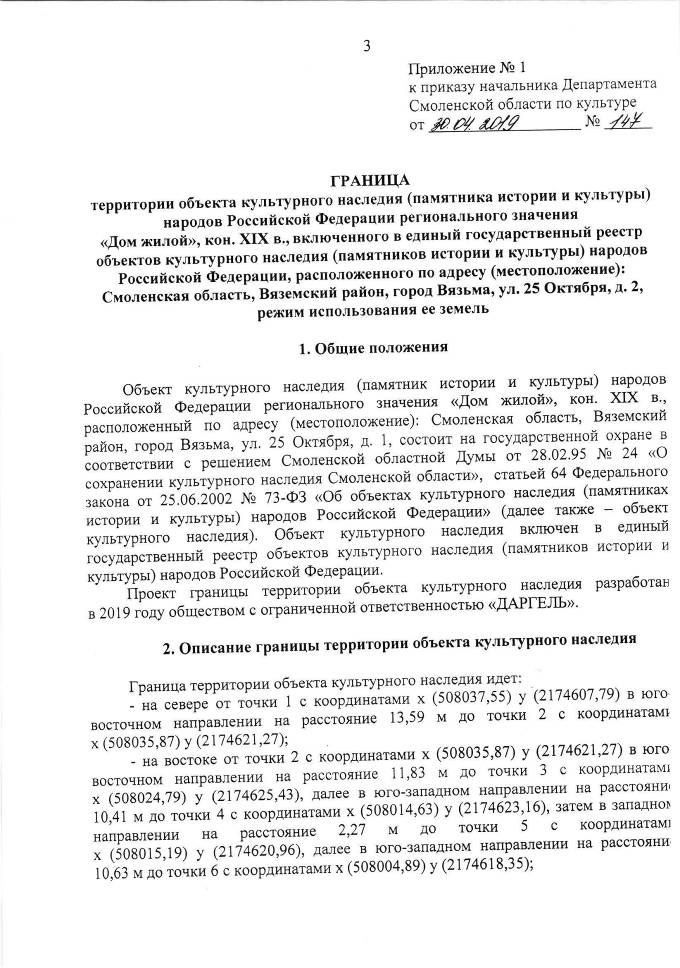 3
Приложение № 1
к приказу начальника Департамента
Смоленской области по культуре
от 30.04.2019 № 147
ГРАНИЦА
территории объекта культурного наследия (памятника истории и культуры)
народов Российской Федерации регионального значения
«Дом жилой», кон. XIX в., включенного в единый государственный реестр
объектов культурного наследия (памятников истории и культуры) народов
Российской Федерации, расположенного по адресу (местоположение):
Смоленская область, Вяземский район, город Вязьма, ул. 25 Октября, д. 2,
режим использования ее земель
1. Общие положения
Объект культурного наследия (памятник истории и культуры) народов
Российской Федерации регионального значения «Дом жилой», кон. XIX в.,
расположенный по адресу (местоположение): Смоленская область, Вяземский
район, город Вязьма, ул. 25 Октября, д. 1, состоит на государственной охране в
соответствии с решением Смоленской областной Думы от 28.02.95 № 24 «О
сохранении культурного наследия Смоленской области», статьей 64 Федерального
закона от 25.06.2002 № 73-ФЗ «Об объектах культурного наследия (памятниках
истории и культуры) народов Российской Федерации» (далее также – объект
культурного наследия). Объект культурного наследия включен в единый
государственный реестр объектов культурного наследия (памятников истории и
культуры) народов Российской Федерации.
Проект границы территории объекта культурного наследия разработан
в 2019 году обществом с ограниченной ответственностью «ДАРГЕЛЬ».
2. Описание границы территории объекта культурного наследия
Граница территории объекта культурного наследия идет:
- на севере от точки 1 с координатами х (508037,55) у (2174607,79) в юго-
восточном направлении на расстояние 13,59 м до точки 2 с координатами
х (508035,87) у (2174621,27);
- на востоке от точки 2 с координатами х (508035,87) у (2174621,27) в юго-
восточном направлении на расстояние 11,83 м до точки 3 с координатами
х (508024,79) у (2174625,43), далее в юго-западном направлении на расстояние
10,41 м до точки 4 с координатами х (508014,63) у (2174623,16), затем в западном
направлении на расстояние 2,27 м до точки 5 с координатами
х (508015,19) у (2174620,96), далее в юго-западном направлении на расстояние
10,63 м до точки 6 с координатами х (508004,89) у (2174618,35);